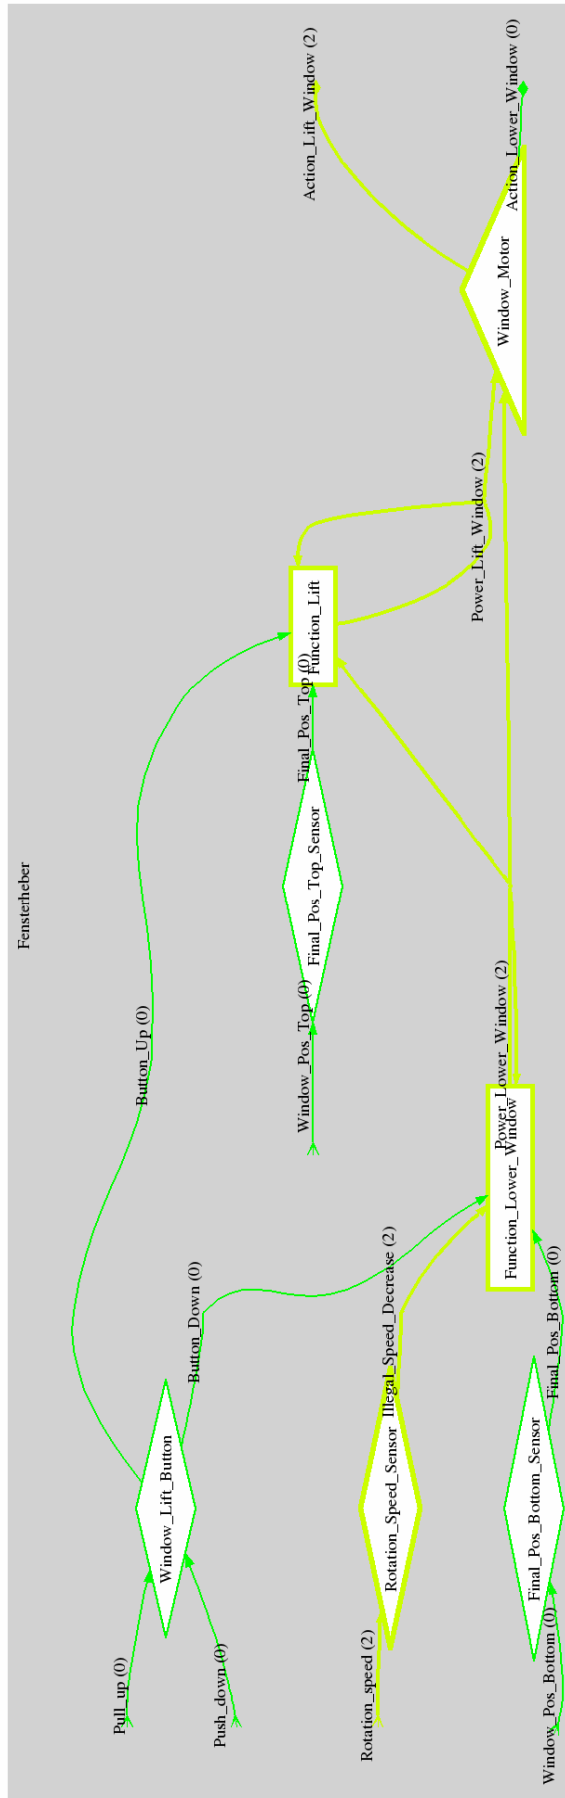 Fensterheber
Pull_up (0)
Push_down (0)
Rotation_speed (2)
Window_Pos_Bottom (0)
Window_Lift_Button
Rotation_Speed_Sensor
Final_Pos_Bottom_Sensor
Button_Up (0)
Button_Down (0)
Illegal_Speed_Decrease (2)
Final_Pos_Bottom (0)
Window_Pos_Top (0)
Function_Lower_Window
Power_Lower_Window (2)
Final_Pos_Top_Sensor
Final_Pos_Top (0)
Function_Lift
Power_Lift_Window (2)
Window_Motor
Action_Lift_Window (2)
Action_Lower_Window (0)